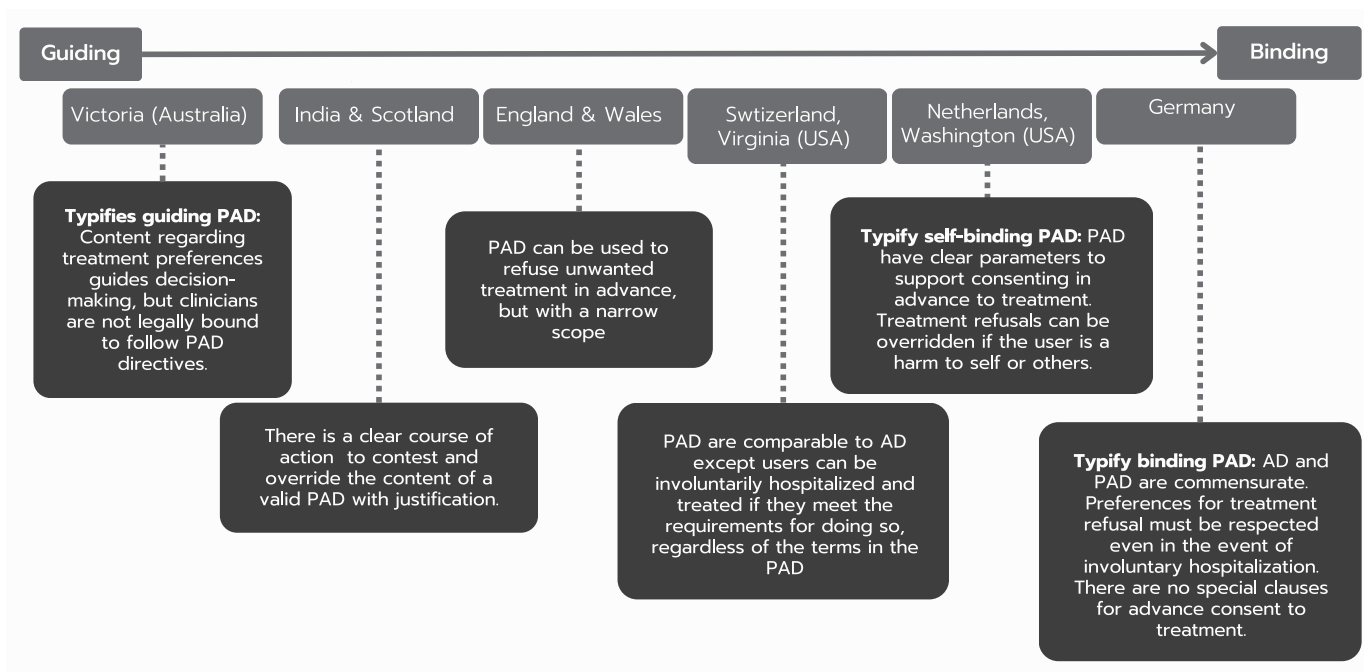 Guiding
Binding
Victoria (Australia)
India & Scotland
England & Wales
Swtizerland,
Virginia (USA)
Netherlands,
Washington (USA)
Germany
Typifies guiding PAD:
Content regarding
treatment preferences
guides decision-
making, but clinicians
are not legally bound
to follow PAD
directives.
There is a clear course of
action to contest and
override the content of a
valid PAD with justification.
PAD can be used to
refuse unwanted
treatment in advance,
but with a narrow
scope
PAD are comparable to AD
except users can be
involuntarily hospitalized and
treated if they meet the
requirements for doing so,
regardless of the terms in the
PAD
Typify self-binding PAD: PAD
have clear parameters to
support consenting in
advance to treatment.
Treatment refusals can be
overridden if the user is a
harm to self or others.
Typify binding PAD: AD and
PAD are commensurate.
Preferences for treatment
refusal must be respected
even in the event of
involuntary hospitalization.
There are no special clauses
for advance consent to
treatment.